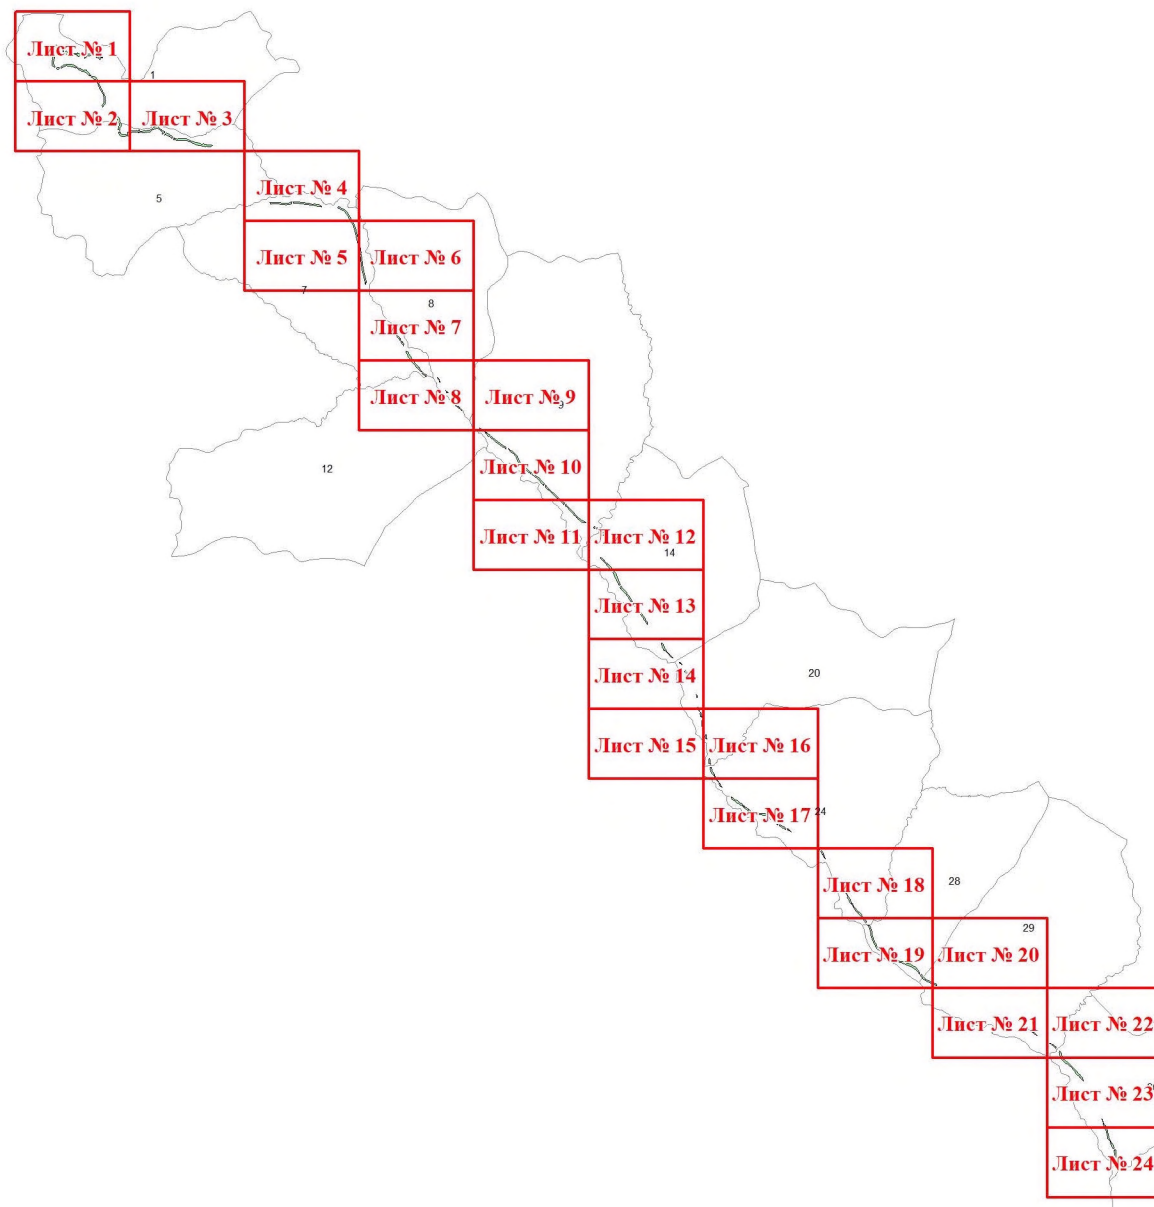 Лист № 1
1
Лист № 2
Лист № 3
Лист № 4
5
Лист № 5
Лист № 6
7
8
Лист № 7
Лист № 8
Лист № 9
9
12
Лист № 10
Лист № 11
Лист № 12
14
Лист № 13
Лист № 14
20
Лист № 15
Лист № 16
Лист № 17
24
Лист № 18
28
29
Лист № 19
Лист № 20
Лист № 21
Лист № 22
Лист № 23
Лист № 24